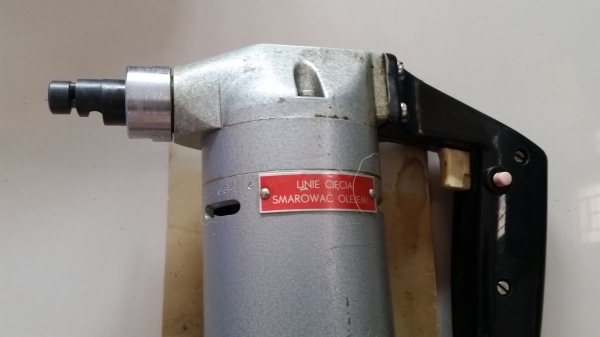 LINIE CIĘCIA
SMAROWAĆ OLEJEM!